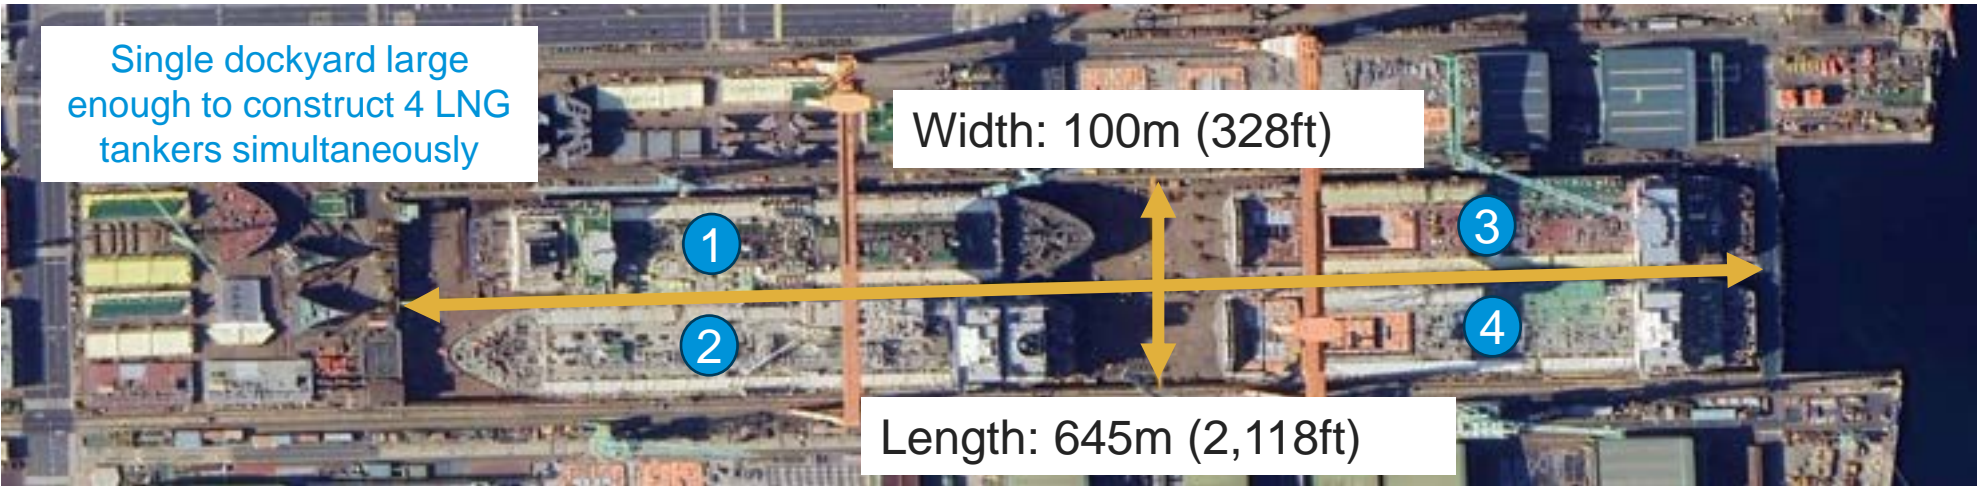 Single dockyard large
enough to construct 4 LNG
tankers simultaneously
Width: 100m (328ft)
1
3
2
4
Length: 645m (2,118ft)